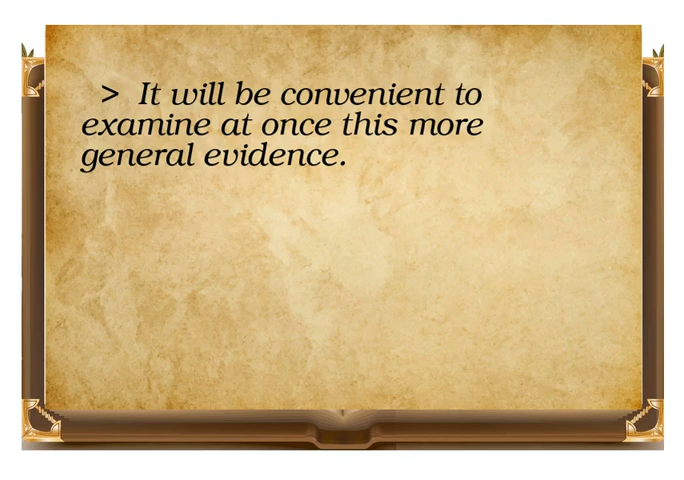 > It will be convenient to
examine at once this more
general evidence.